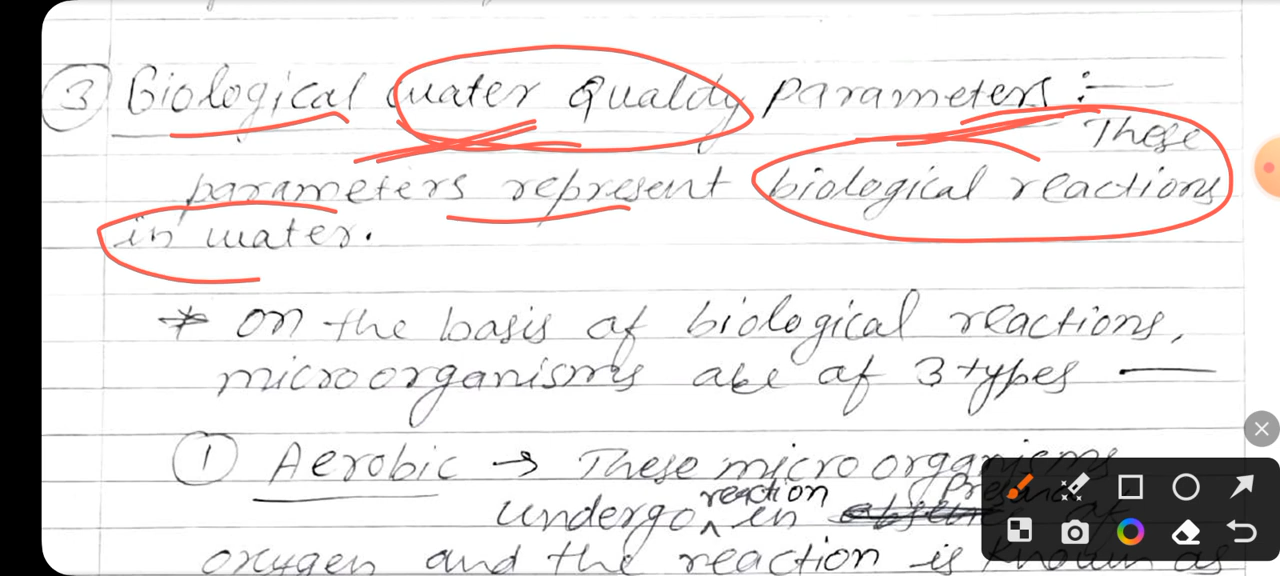 ③ Biological water Quality parameters :—
These
parameters represent biological reactions
in water.
* on the basis of biological reactions,
microorganisms are of 3 types —
① Aerobic → These micro organisms
undergo ^ reaction in Presence of
oxygen and the reaction is known as